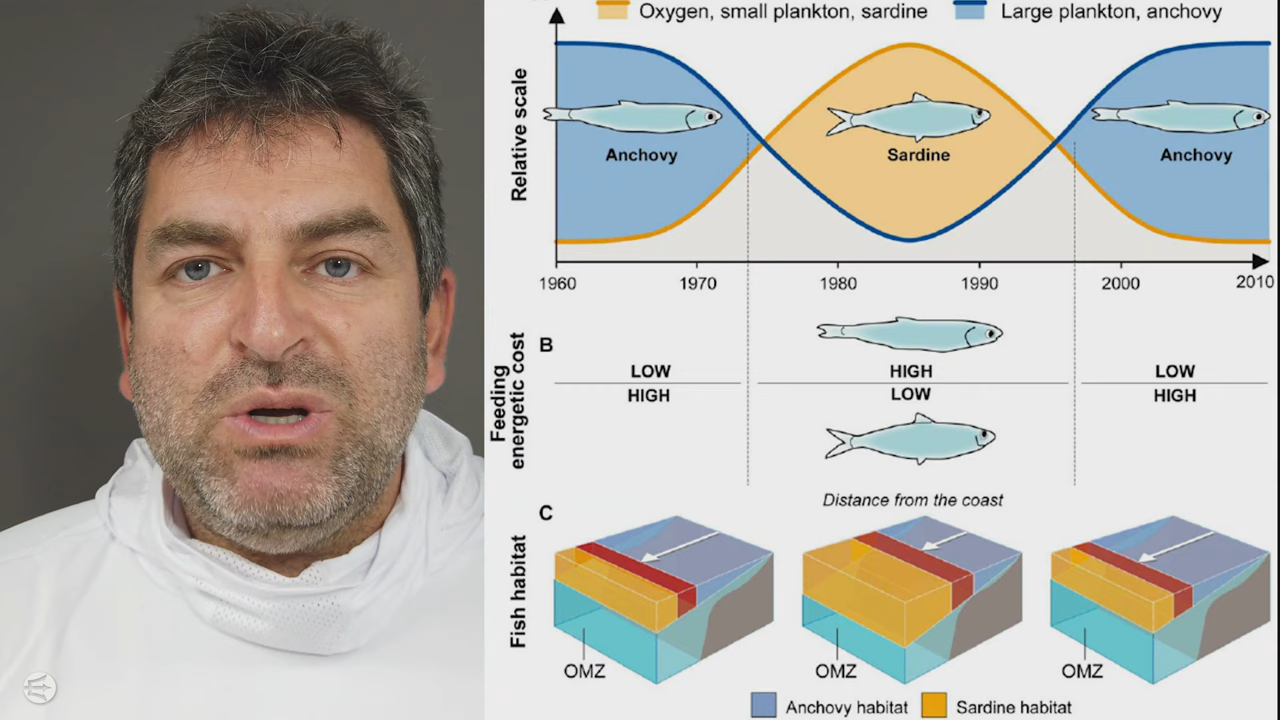 Oxygen, small plankton, sardine Large plankton, anchovy
Relative scale
Anchovy Sardine Anchovy
1960 1970 1980 1990 2000 2010
B
Feeding
energetic cost
LOW HIGH LOW
HIGH LOW HIGH
Distance from the coast
C
Fish habitat
OMZ OMZ OMZ
Anchovy habitat Sardine habitat